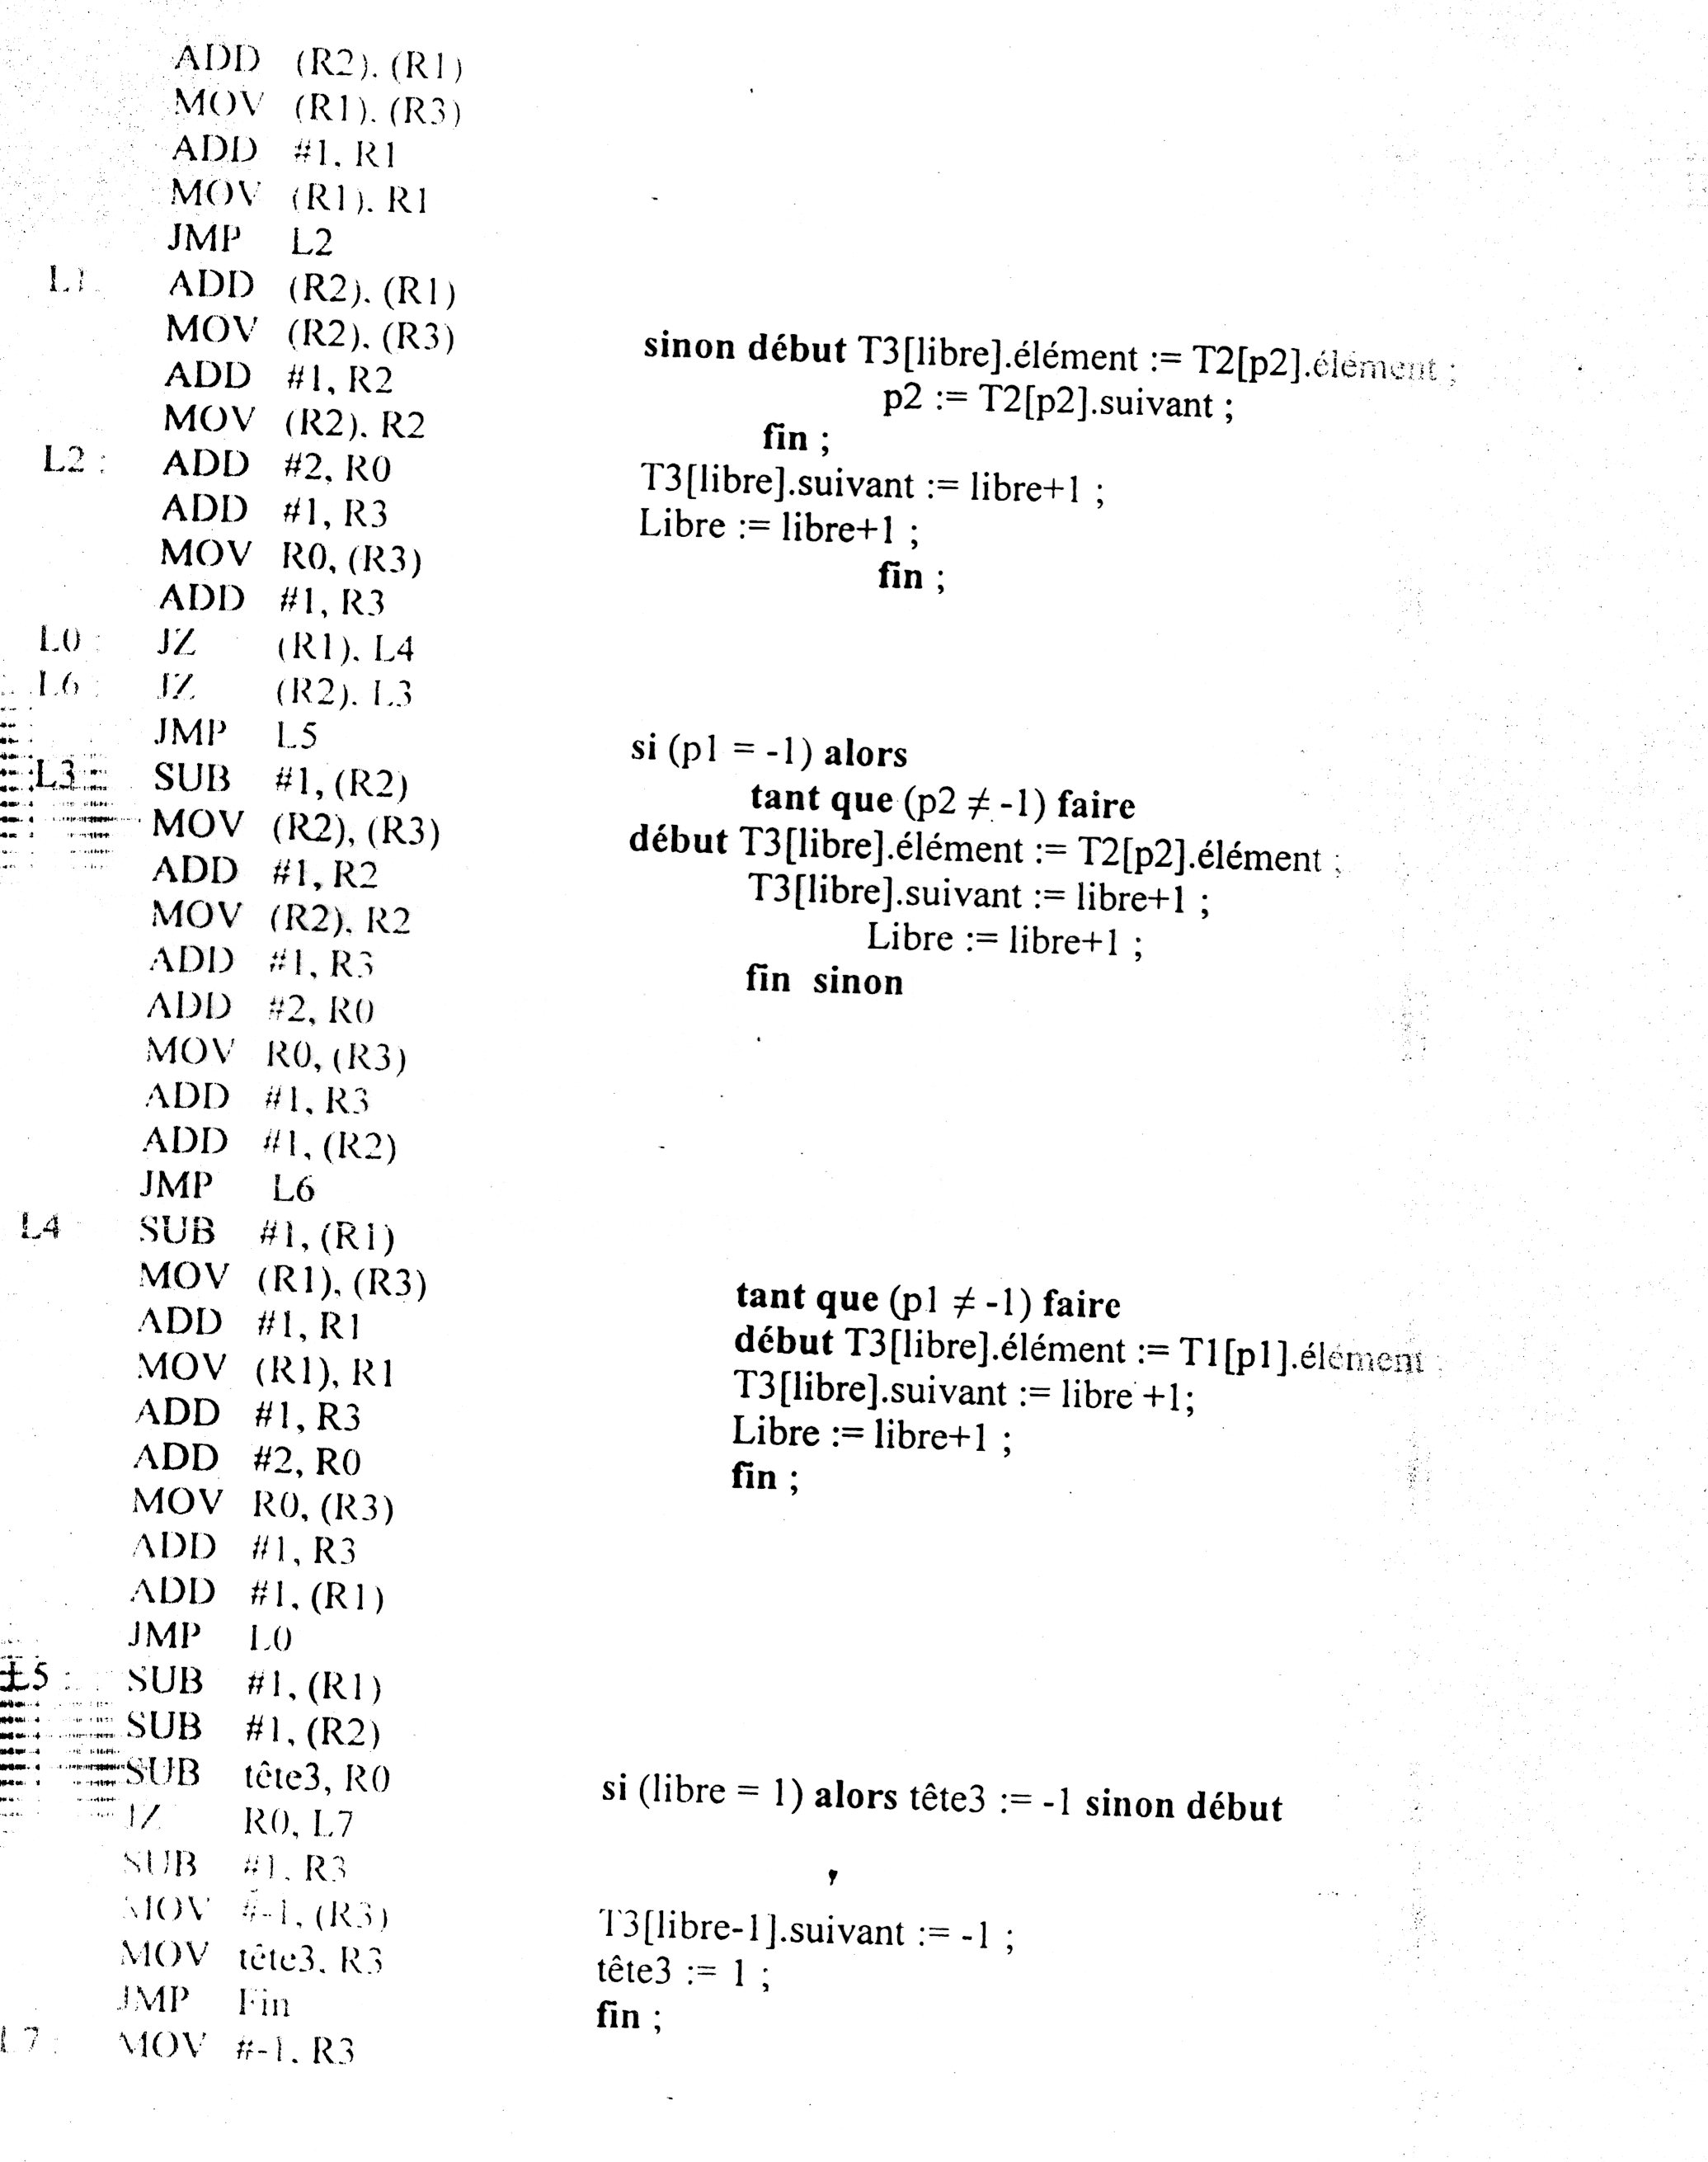 ADD (R2). (R1)
MOV (R1). (R3)
ADD #1. R1
MOV (R1). R1
JMP L2
L1 ADD (R2). (R1)
MOV (R2). (R3) sinon début T3[libre].élément := T2[p2].élément ;
ADD #1, R2 p2 := T2[p2].suivant ;
MOV (R2). R2 fin ;
L2 : ADD #2, R0 T3[libre].suivant := libre+1 ;
ADD #1, R3 Libre := libre+1 ;
MOV R0, (R3) fin ;
ADD #1, R3
L0 : JZ (R1). L4
L6 : JZ (R2). L3
JMP L5 si (p1 = -1) alors
L3 SUB #1, (R2) tant que (p2 ≠ -1) faire
MOV (R2), (R3) début T3[libre].élément := T2[p2].élément ;
ADD #1, R2 T3[libre].suivant := libre+1 ;
MOV (R2). R2 Libre := libre+1 ;
ADD #1, R3 fin sinon
ADD #2, R0
MOV R0, (R3)
ADD #1, R3
ADD #1, (R2)
JMP L6
L4 SUB #1, (R1)
MOV (R1), (R3) tant que (p1 ≠ -1) faire
ADD #1, R1 début T3[libre].élément := T1[p1].élément
MOV (R1), R1 T3[libre].suivant := libre +1;
ADD #1, R3 Libre := libre+1 ;
ADD #2, R0 fin ;
MOV R0, (R3)
ADD #1, R3
ADD #1, (R1)
JMP L0
L5 : SUB #1, (R1)
SUB #1, (R2)
SUB tête3, R0 si (libre = 1) alors tête3 := -1 sinon début
JZ R0, L7
SUB #1. R3
MOV #-1, (R3) T3[libre-1].suivant := -1 ;
MOV tête3. R3 tête3 := 1 ;
JMP Fin fin ;
L7 : MOV #-1. R3